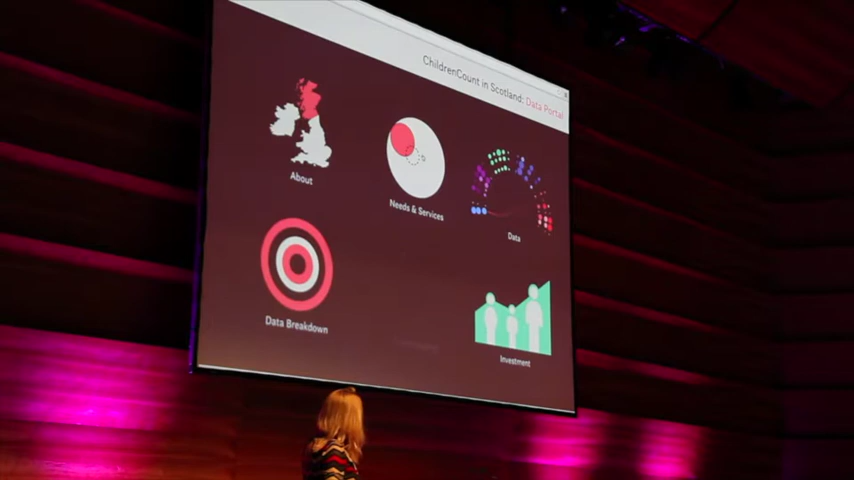 ChildrenCount in Scotland: Data Portal
About
Needs & Services
Data
Data Breakdown
Investment